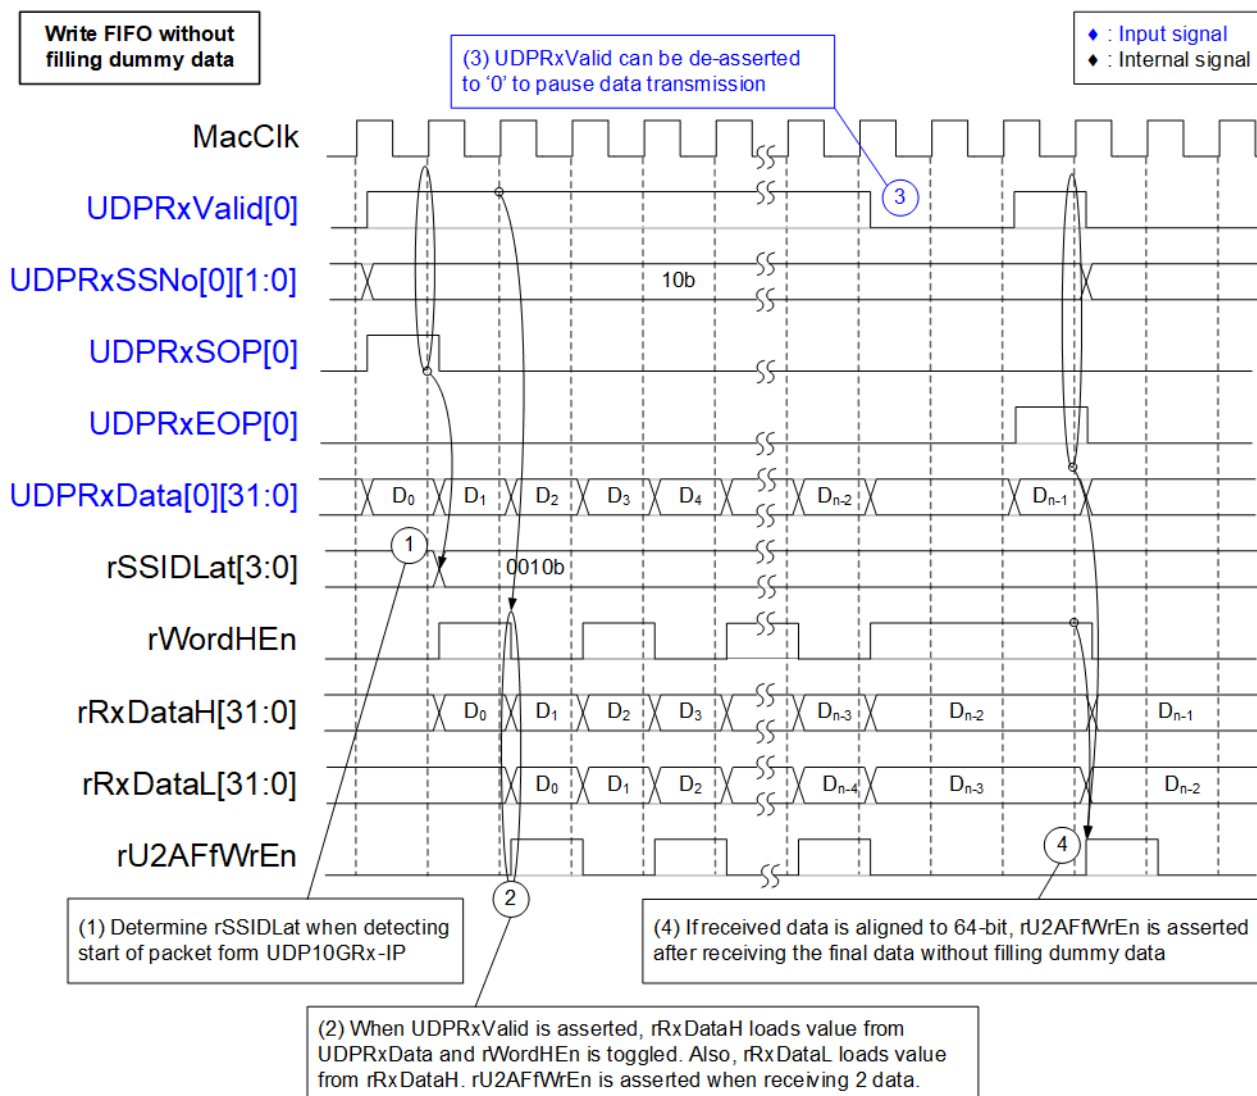 Write FIFO without
filling dummy data
(3) UDPRxValid can be de-asserted
to ‘0’ to pause data transmission
♦ : Input signal
♦ : Internal signal
MacClk
UDPRxValid[0]
3
UDPRxSSNo[0][1:0]
10b
UDPRxSOP[0]
UDPRxEOP[0]
UDPRxData[0][31:0]
D0 D1 D2 D3 D4 Dn-2 Dn-1
1
rSSIDLat[3:0]
0010b
rWordHEn
rRxDataH[31:0]
D0 D1 D2 D3 Dn-3 Dn-2 Dn-1
rRxDataL[31:0]
D0 D1 D2 Dn-4 Dn-3 Dn-2
rU2AFfWrEn
4
2
(1) Determine rSSIDLat when detecting
start of packet form UDP10GRx-IP
(4) If received data is aligned to 64-bit, rU2AFfWrEn is asserted
after receiving the final data without filling dummy data
(2) When UDPRxValid is asserted, rRxDataH loads value from
UDPRxData and rWordHEn is toggled. Also, rRxDataL loads value
from rRxDataH. rU2AFfWrEn is asserted when receiving 2 data.